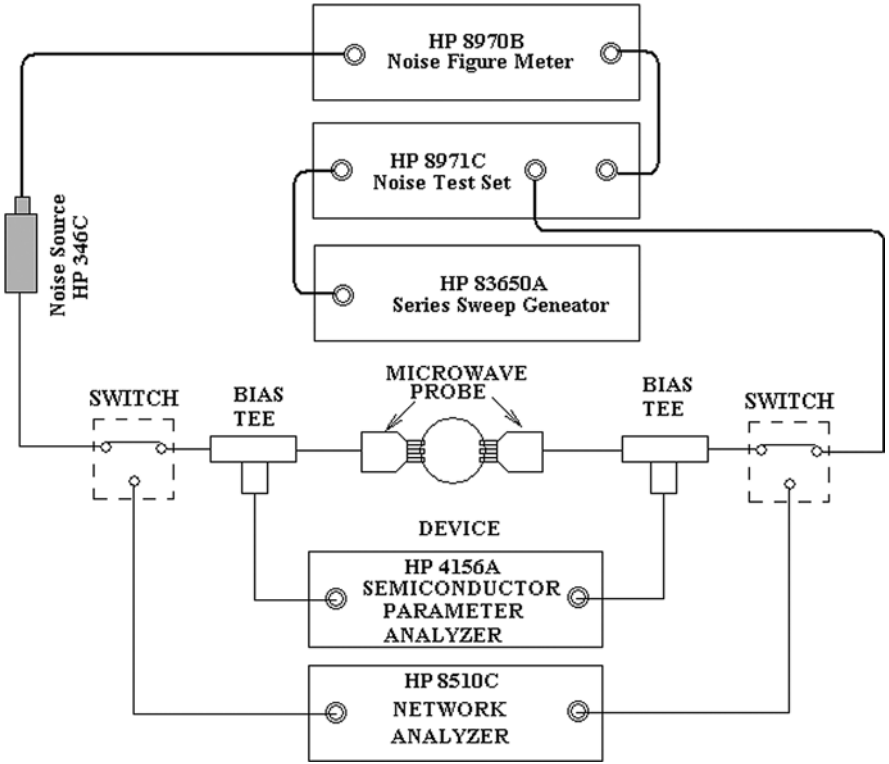 HP 8970B
Noise Figure Meter
HP 8971C
Noise Test Set
Noise Source
HP 346C
HP 83650A
Series Sweep Geneator
MICROWAVE
PROBE
SWITCH
BIAS
TEE
BIAS
TEE
SWITCH
DEVICE
HP 4156A
SEMICONDUCTOR
PARAMETER
ANALYZER
HP 8510C
NETWORK
ANALYZER